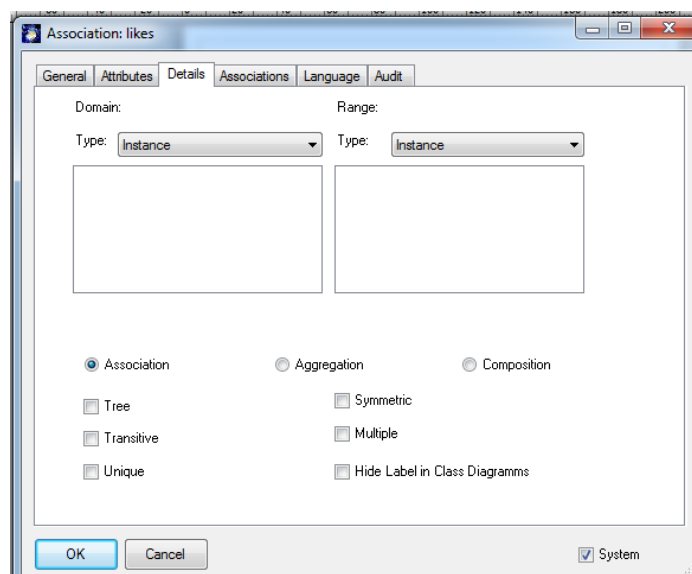 Association: likes
General Attributes Details Associations Language Audit
Domain: Range:
Type: Instance Type: Instance
Association Aggregation Composition
Tree Symmetric
Transitive Multiple
Unique Hide Label in Class Diagramms
OK Cancel System